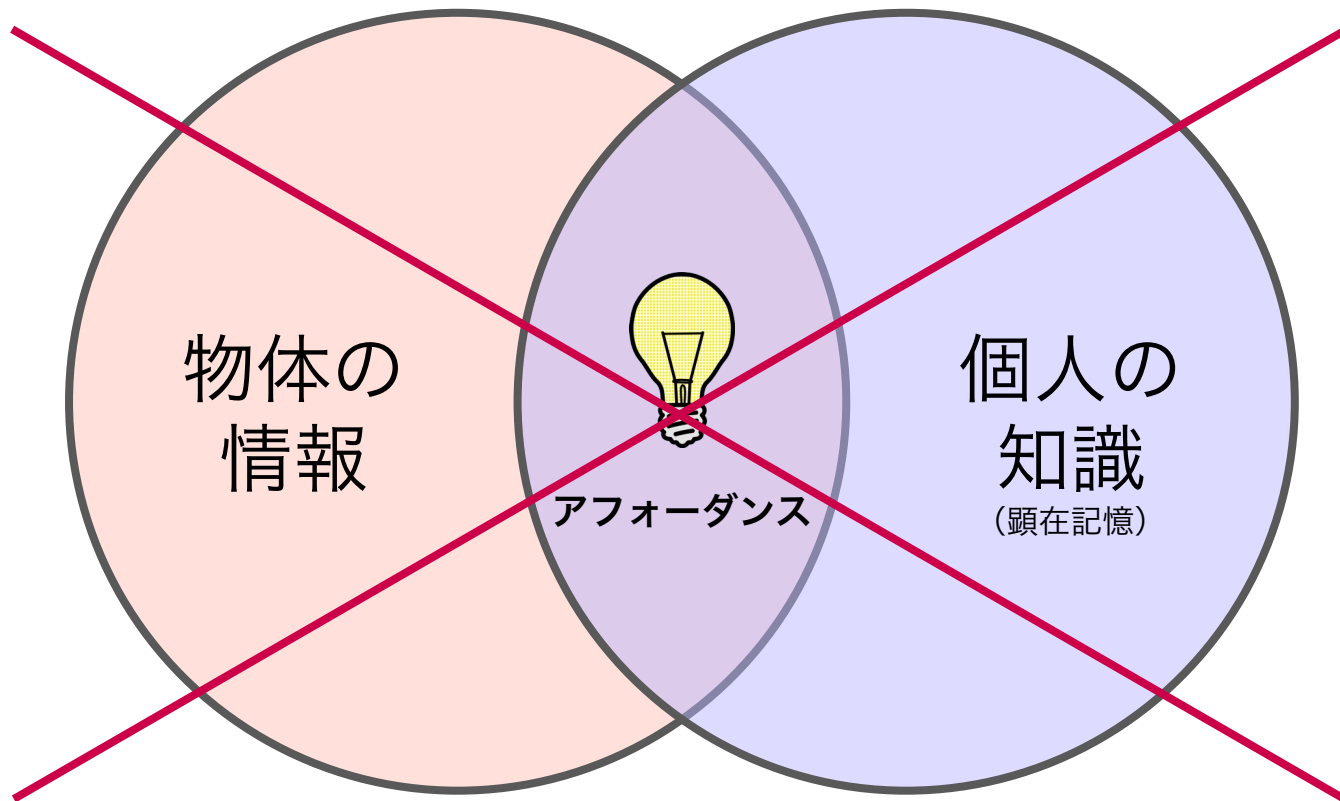 物体の
情報
アフォーダンス
個人の
知識
（顕在記憶）